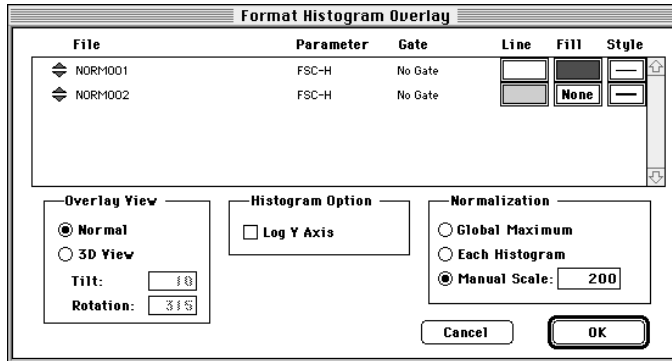 Format Histogram Overlay
File Parameter Gate Line Fill Style
NORM001 FSC-H No Gate
NORM002 FSC-H No Gate None
Overlay View
Normal
3D View
Tilt: 10
Rotation: 315
Histogram Option
Log Y Axis
Normalization
Global Maximum
Each Histogram
Manual Scale: 200
Cancel OK